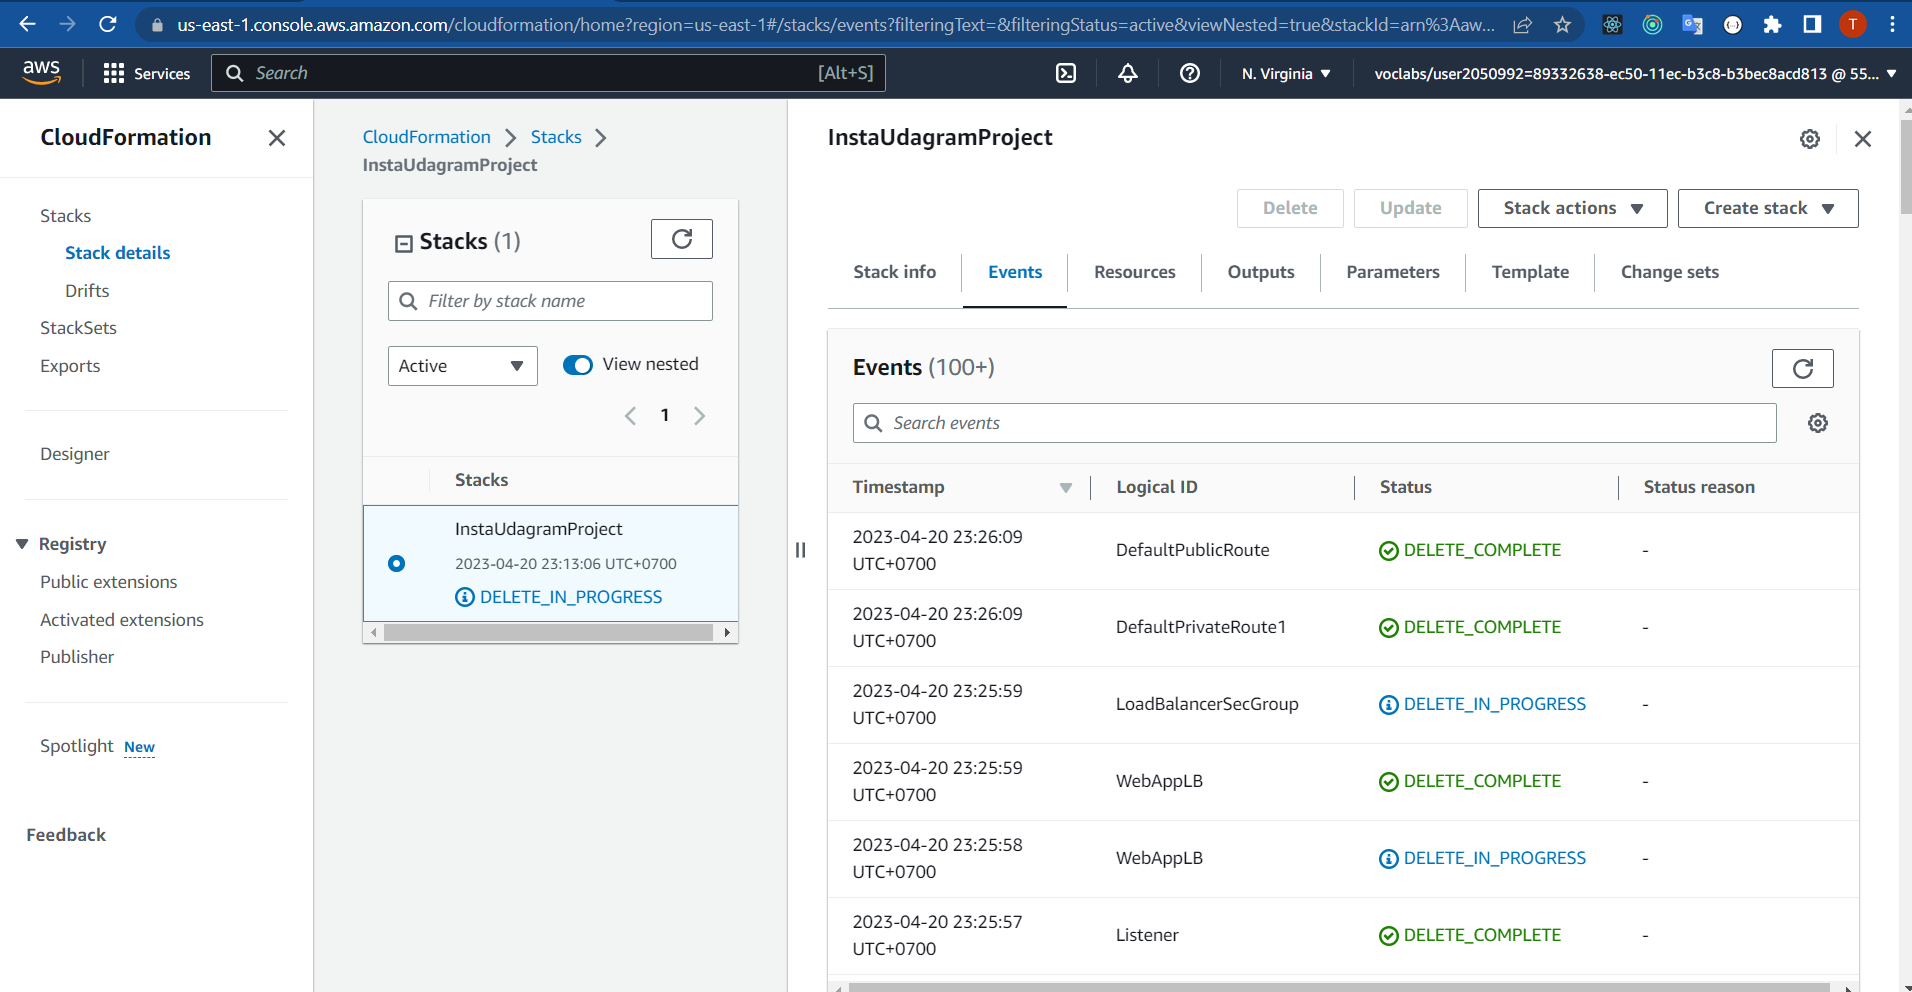 us-east-1.console.aws.amazon.com/cloudformation/home?region=us-east-1#/stacks/events?filteringText=&filteringStatus=active&viewNested=true&stackId=arn%3Aaw...
T
aws
Services
Search
[Alt+S]
N. Virginia
voclabs/user2050992=89332638-ec50-11ec-b3c8-b3bec8acd813 @ 55...
CloudFormation
Stacks
Stack details
Drifts
StackSets
Exports
Designer
Registry
Public extensions
Activated extensions
Publisher
Spotlight New
Feedback
CloudFormation
Stacks
InstaUdagramProject
Stacks (1)
Filter by stack name
Active
View nested
1
Stacks
InstaUdagramProject
2023-04-20 23:13:06 UTC+0700
DELETE_IN_PROGRESS
InstaUdagramProject
Delete
Update
Stack actions
Create stack
Stack info
Events
Resources
Outputs
Parameters
Template
Change sets
Events (100+)
Search events
Timestamp
Logical ID
Status
Status reason
2023-04-20 23:26:09
UTC+0700
DefaultPublicRoute
DELETE_COMPLETE
-
2023-04-20 23:26:09
UTC+0700
DefaultPrivateRoute1
DELETE_COMPLETE
-
2023-04-20 23:25:59
UTC+0700
LoadBalancerSecGroup
DELETE_IN_PROGRESS
-
2023-04-20 23:25:59
UTC+0700
WebAppLB
DELETE_COMPLETE
-
2023-04-20 23:25:58
UTC+0700
WebAppLB
DELETE_IN_PROGRESS
-
2023-04-20 23:25:57
UTC+0700
Listener
DELETE_COMPLETE
-